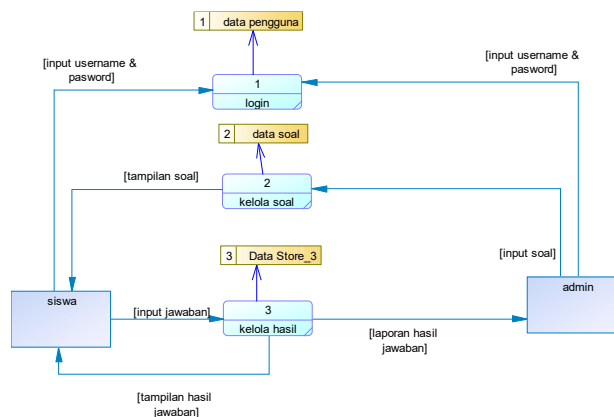 1 data pengguna
[input username &
pasword]
[input username &
pasword]
1
login
2 data soal
[tampilan soal]
2
kelola soal
[input soal]
3 Data Store_3
siswa
admin
[input jawaban]
3
kelola hasil
[laporan hasil
jawaban]
[tampilan hasil
jawaban]